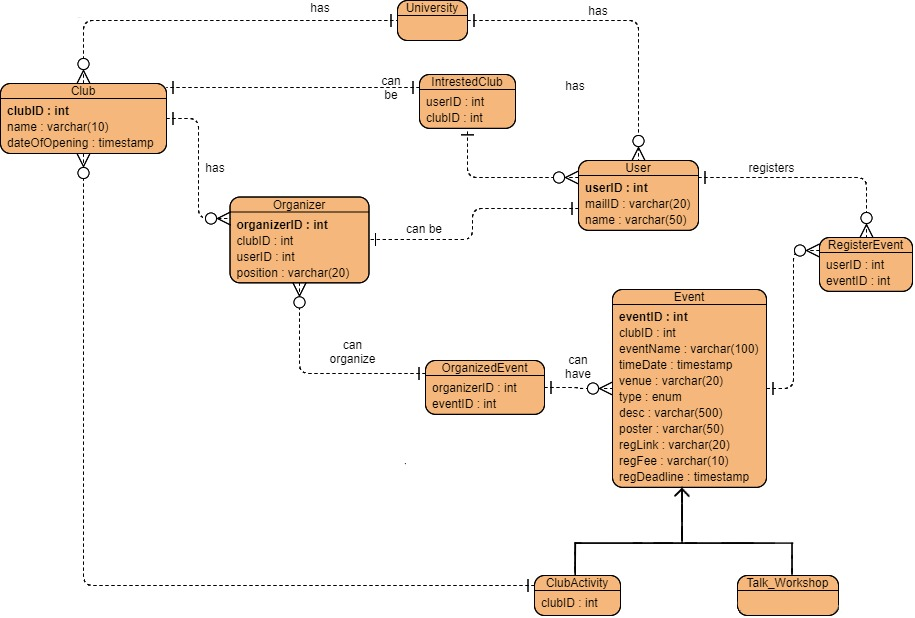 has
University
has
Club
clubID : int
name : varchar(10)
dateOfOpening : timestamp
can
be
IntrestedClub
userID : int
clubID : int
has
has
User
userID : int
mailID : varchar(20)
name : varchar(50)
registers
Organizer
organizerID : int
clubID : int
userID : int
position : varchar(20)
can be
RegisterEvent
userID : int
eventID : int
can
organize
OrganizedEvent
organizerID : int
eventID : int
can
have
Event
eventID : int
clubID : int
eventName : varchar(100)
timeDate : timestamp
venue : varchar(20)
type : enum
desc : varchar(500)
poster : varchar(50)
regLink : varchar(20)
regFee : varchar(10)
regDeadline : timestamp
ClubActivity
clubID : int
Talk_Workshop